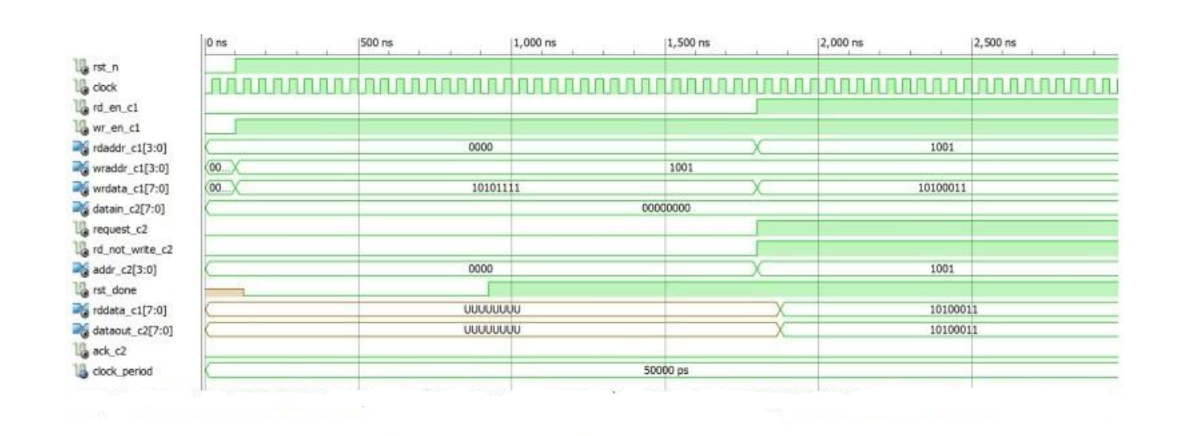 0 ns 500 ns 1,000 ns 1,500 ns 2,000 ns 2,500 ns
rst_n
clock
rd_en_c1
wr_en_c1
rdaddr_c1[3:0] 0000 1001
wraddr_c1[3:0] 00... 1001
wrdata_c1[7:0] 00... 10101111 10100011
datain_c2[7:0] 00000000
request_c2
rd_not_write_c2
addr_c2[3:0] 0000 1001
rst_done
rddata_c1[7:0] UUUUUUUU 10100011
dataout_c2[7:0] UUUUUUUU 10100011
ack_c2
clock_period 50000 ps